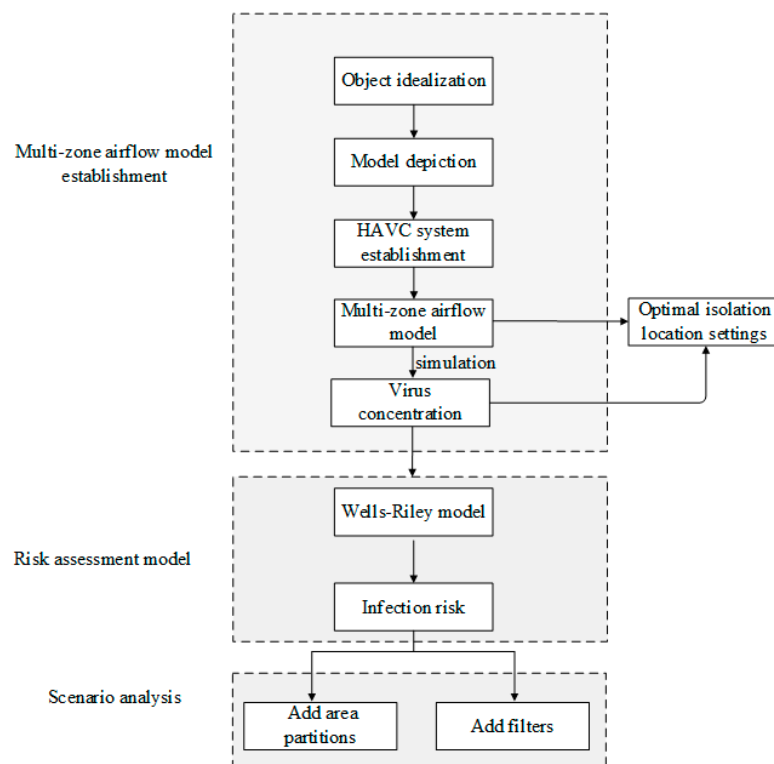 Object idealization
Multi-zone airflow model
establishment
Model depiction
HAVC system
establishment
Multi-zone airflow
model
Optimal isolation
location settings
simulation
Virus
concentration
Wells-Riley model
Risk assessment model
Infection risk
Scenario analysis
Add area
partitions
Add filters